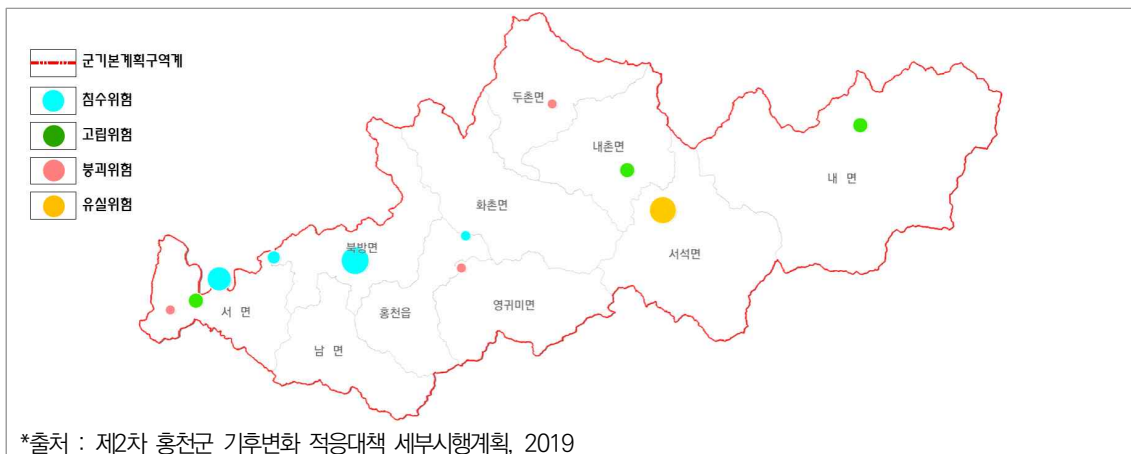 군기본계획구역계
침수위험
고립위험
붕괴위험
유실위험
두촌면
내촌면
내 면
화촌면
북방면
서석면
서 면
홍천읍
영귀미면
남 면
*출처 : 제2차 홍천군 기후변화 적응대책 세부시행계획, 2019